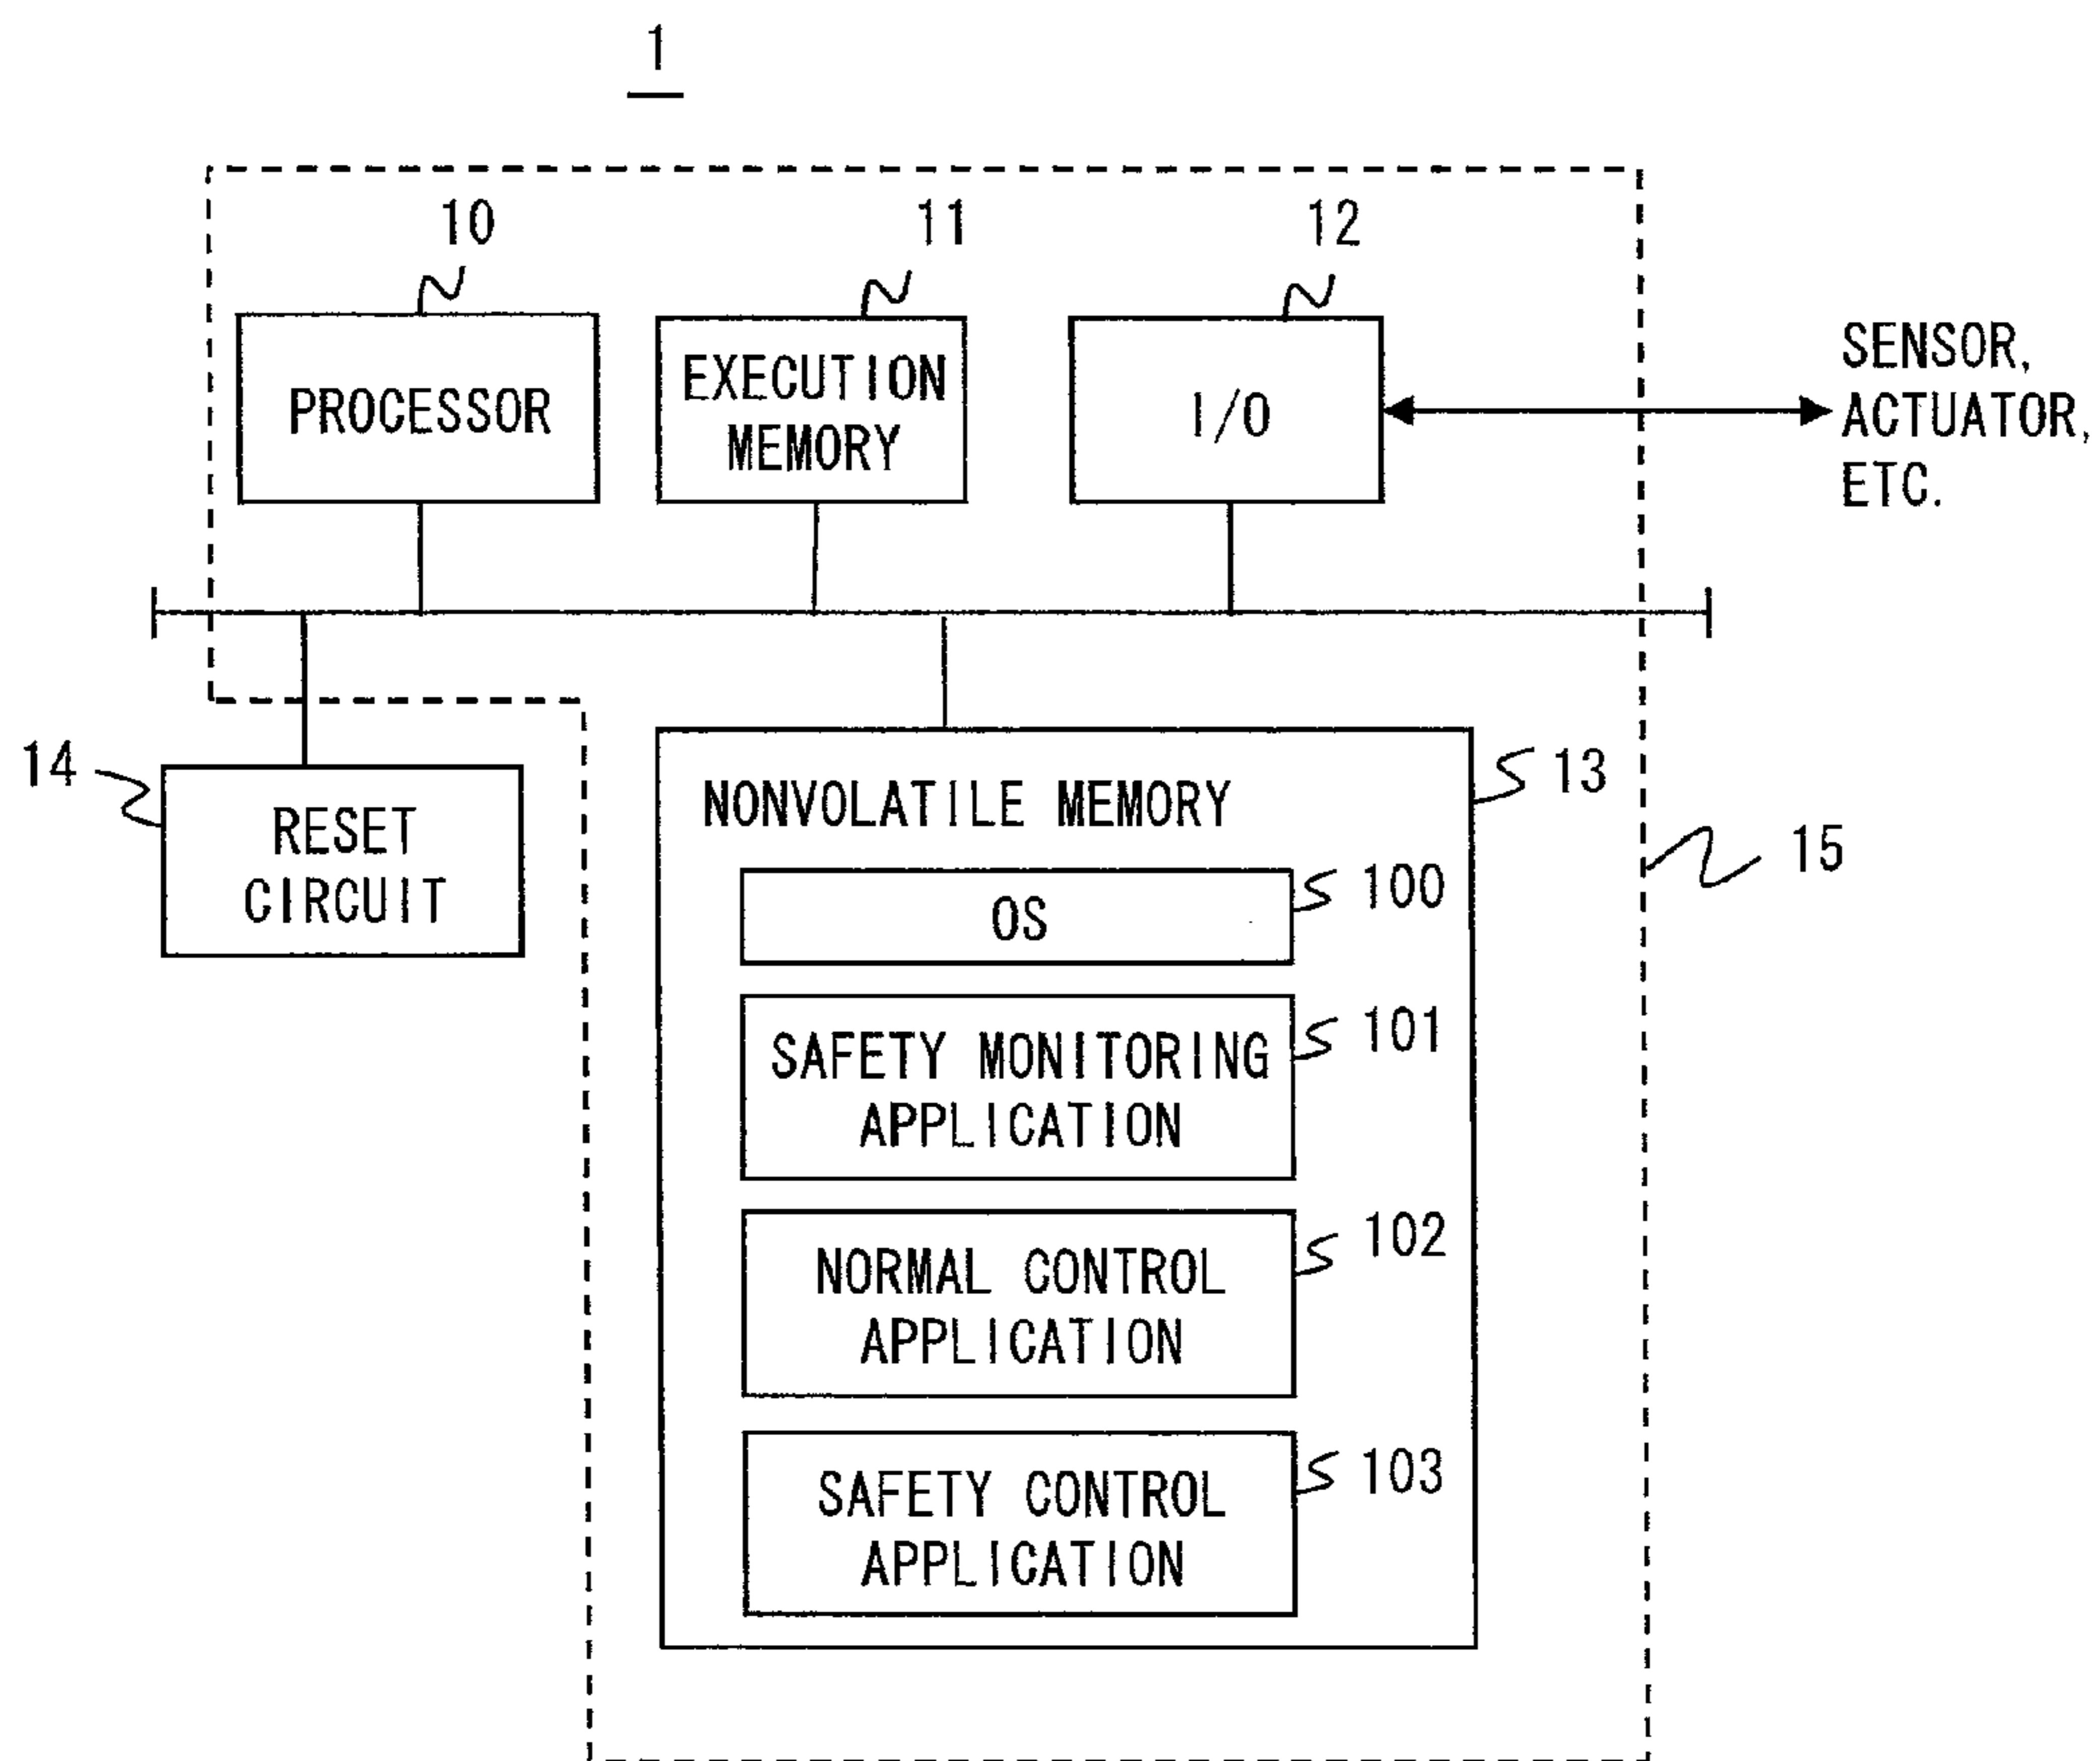 1
10
11
12
PROCESSOR
EXECUTION
MEMORY
I/O
SENSOR,
ACTUATOR,
ETC.
14
RESET
CIRCUIT
NONVOLATILE MEMORY
13
15
OS
100
SAFETY MONITORING
APPLICATION
101
NORMAL CONTROL
APPLICATION
102
SAFETY CONTROL
APPLICATION
103